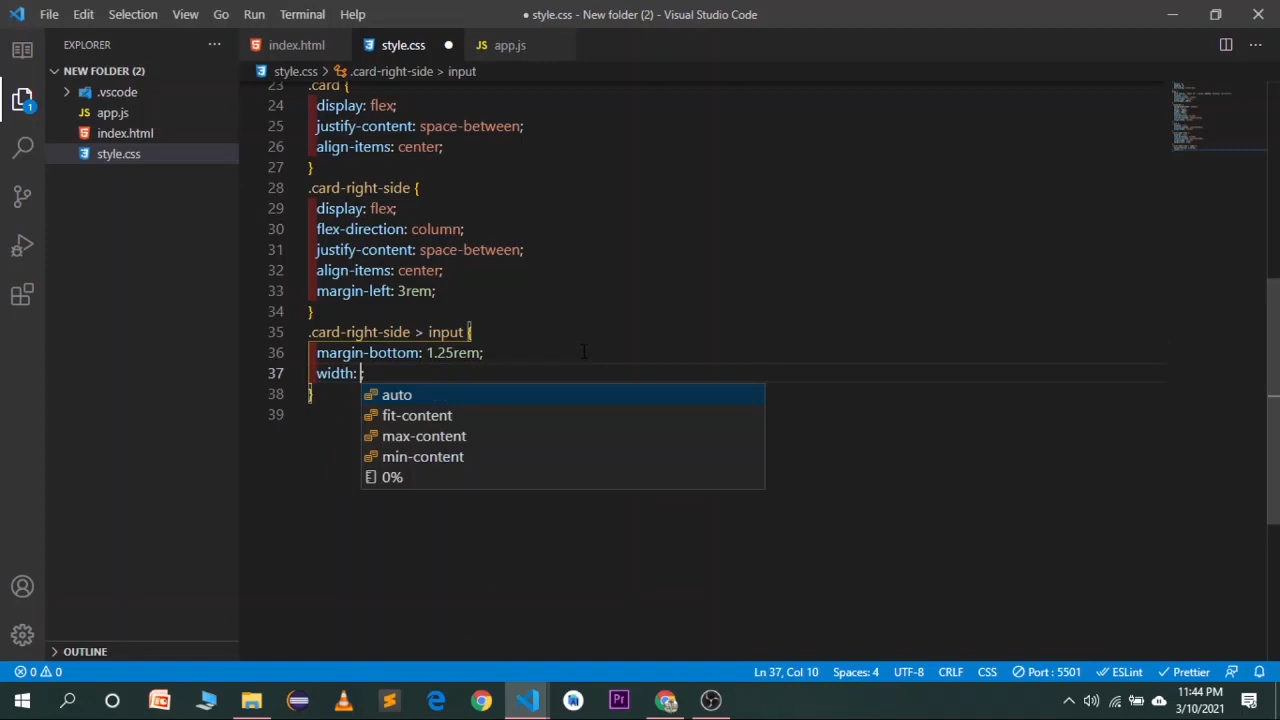 File Edit Selection View Go Run Terminal Help
● style.css - New folder (2) - Visual Studio Code
EXPLORER
index.html style.css app.js
NEW FOLDER (2)
style.css > .card-right-side > input
.vscode
app.js
index.html
style.css
23 .card {
24 display: flex;
25 justify-content: space-between;
26 align-items: center;
27 }
28 .card-right-side {
29 display: flex;
30 flex-direction: column;
31 justify-content: space-between;
32 align-items: center;
33 margin-left: 3rem;
34 }
35 .card-right-side > input {
36 margin-bottom: 1.25rem;
37 width: ;
38 }
39
auto
fit-content
max-content
min-content
0%
OUTLINE
0 0 Ln 37, Col 10 Spaces: 4 UTF-8 CRLF CSS Port : 5501 ESLint Prettier
11:44 PM
3/10/2021